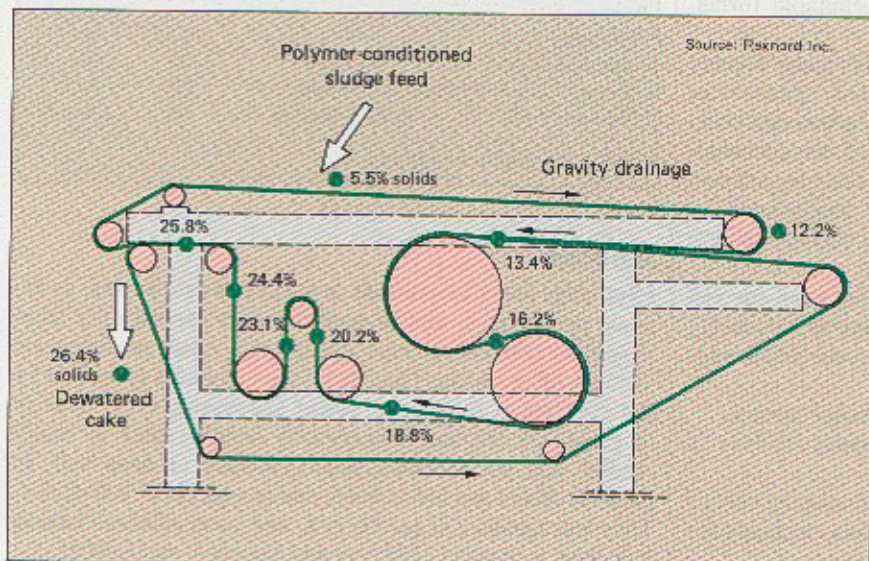 Source: Rexnord Inc.
Polymer-conditioned
sludge feed
5.5% solids
Gravity drainage
25.8%
12.2%
13.4%
24.4%
23.1%
20.2%
16.2%
26.4%
solids
Dewatered
cake
18.8%